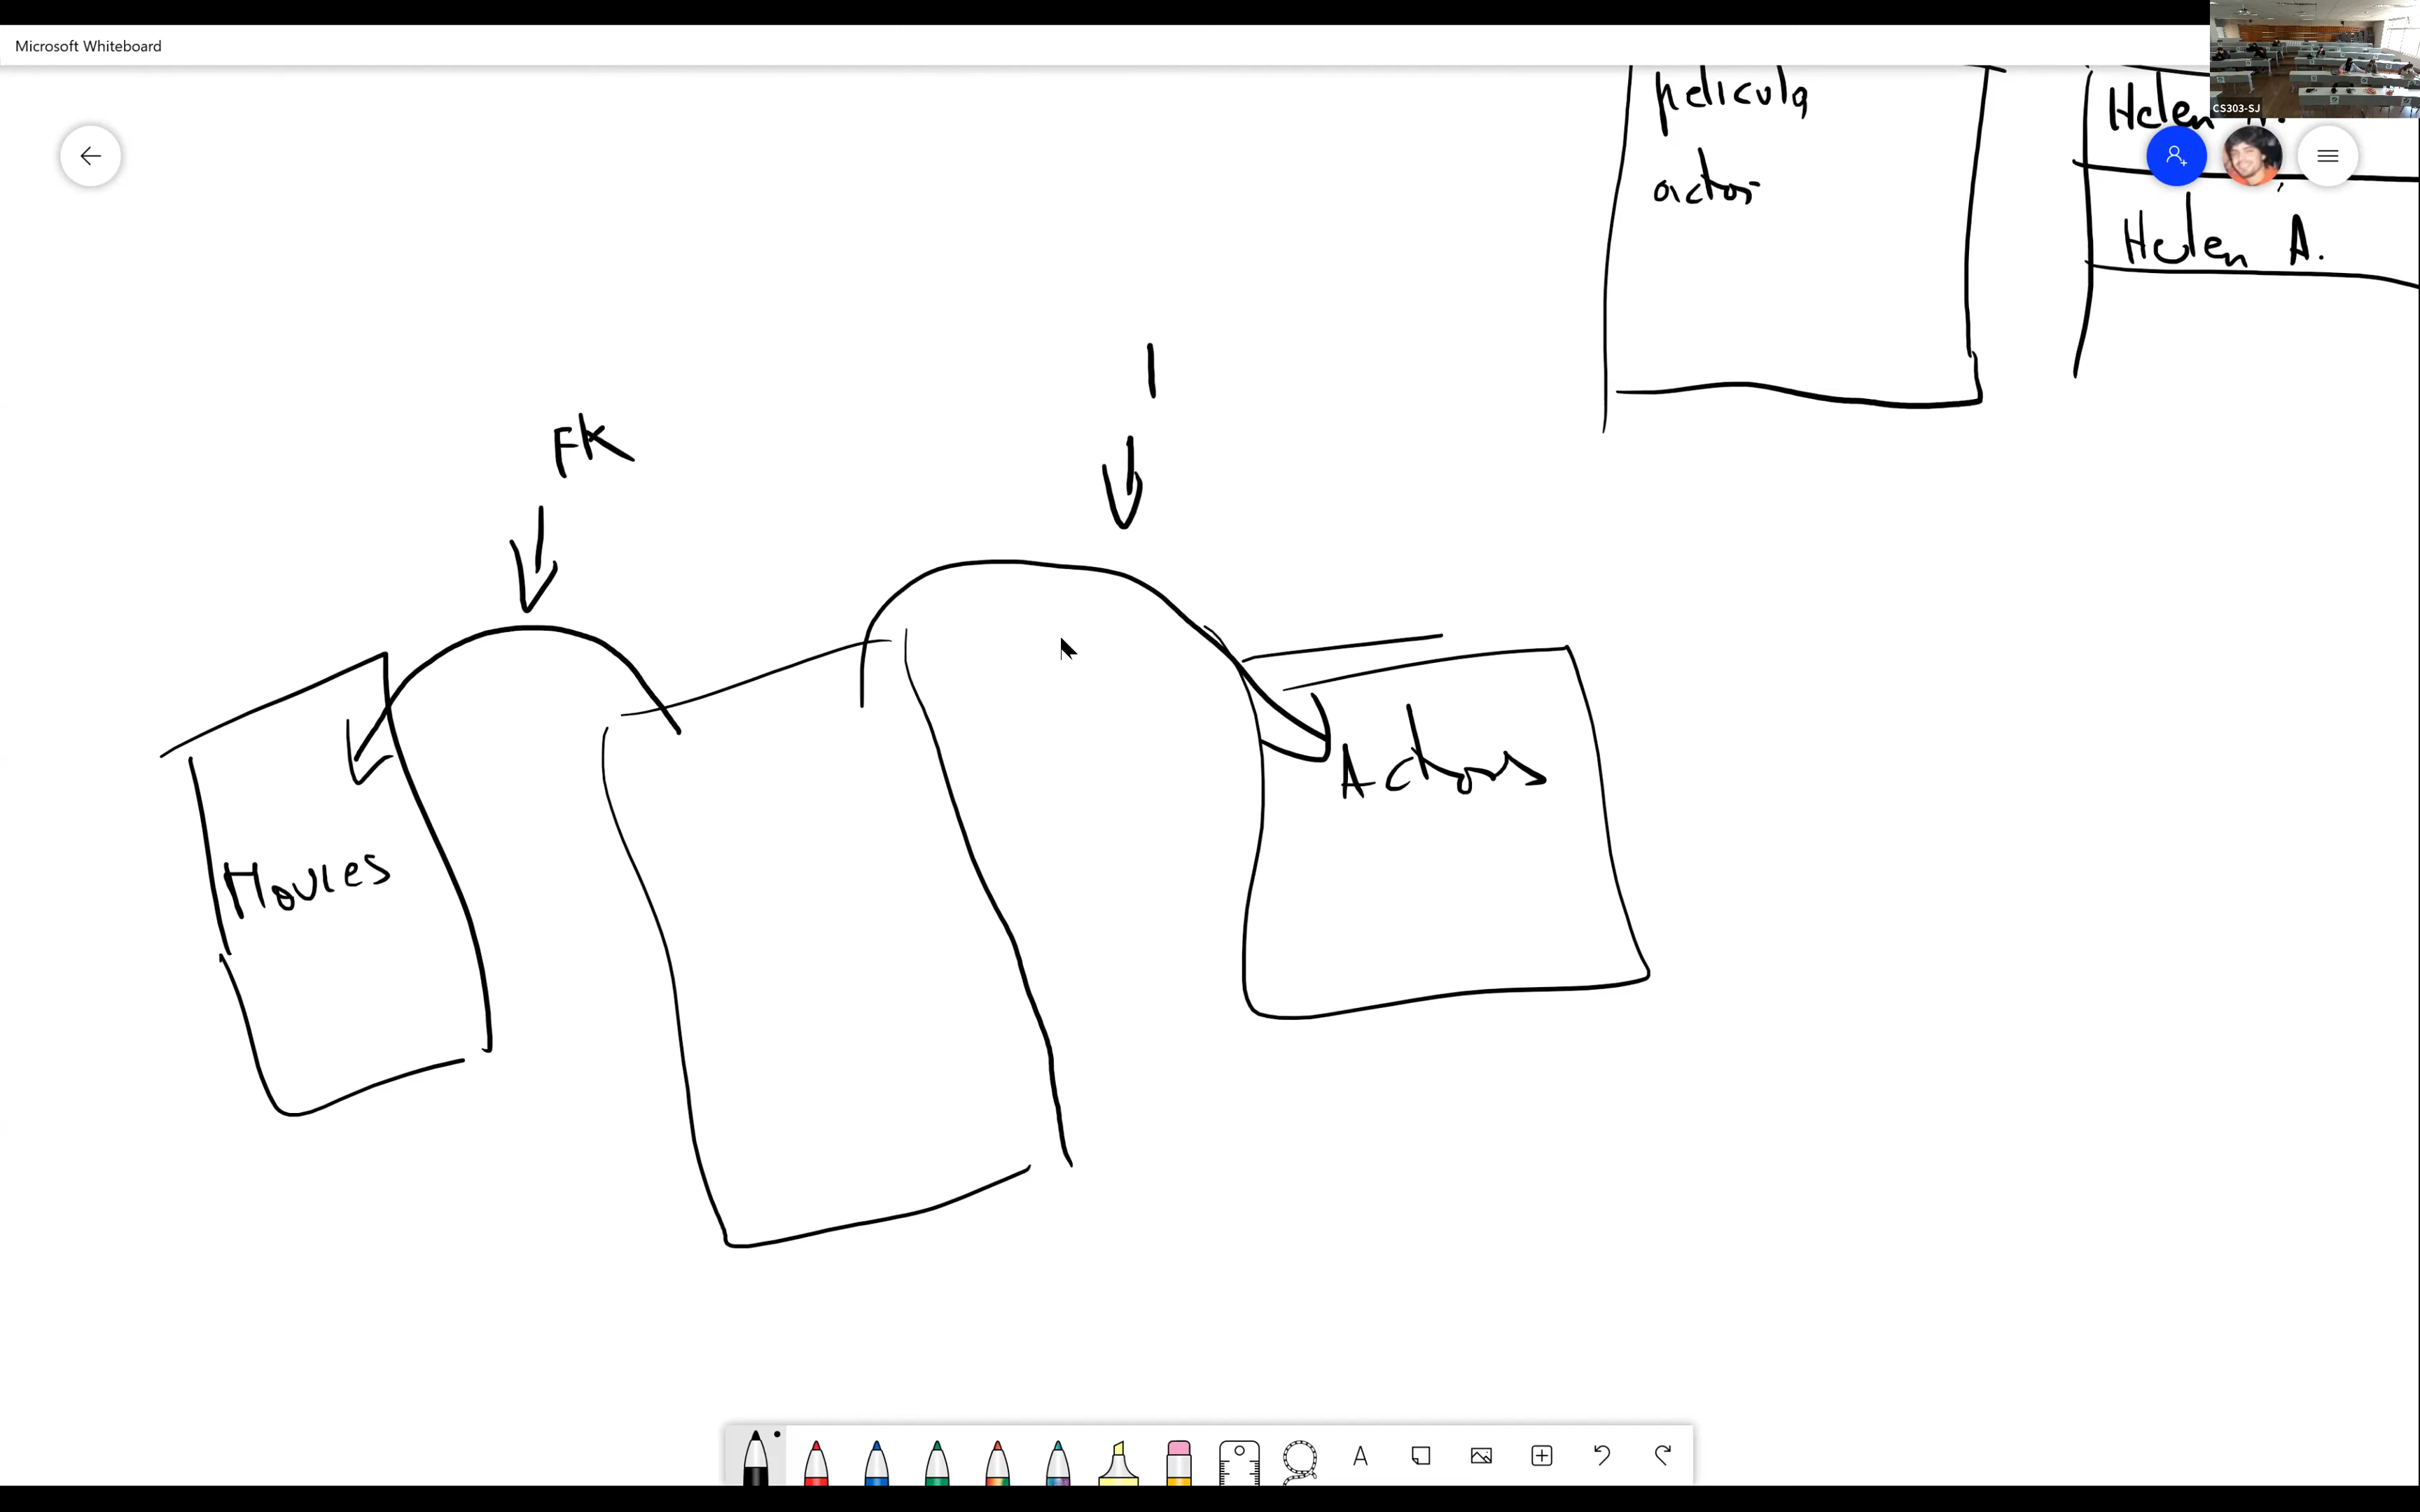 Microsoft Whiteboard
CS303-SJ
pelicula
actor
Helen
Helen A.
FK
Movies
Actors